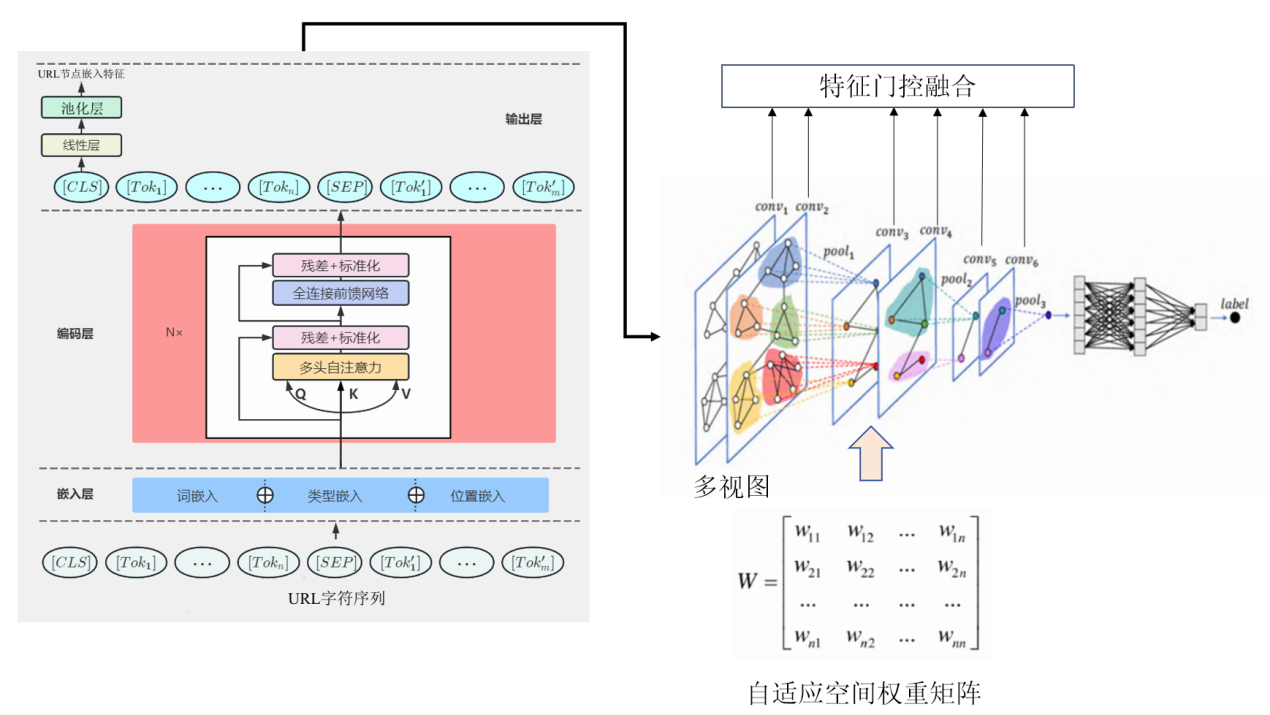 URL节点嵌入特征
池化层
线性层
输出层
[CLS] [Tok₁] ... [Tokₙ] [SEP] [Tok′₁] ... [Tok′ₘ]
编码层
N×
残差+标准化
全连接前馈网络
残差+标准化
多头自注意力
Q K V
嵌入层
词嵌入 ⊕ 类型嵌入 ⊕ 位置嵌入
[CLS] [Tok₁] ... [Tokₙ] [SEP] [Tok′₁] ... [Tok′ₘ]
URL字符序列
特征门控融合
conv₁ conv₂ conv₃ conv₄ conv₅ conv₆
pool₁ pool₂ pool₃
label
多视图
W =
w₁₁ w₁₂ ... w₁ₙ
w₂₁ w₂₂ ... w₂ₙ
... ... ... ...
wₙ₁ wₙ₂ ... wₙₙ
自适应空间权重矩阵